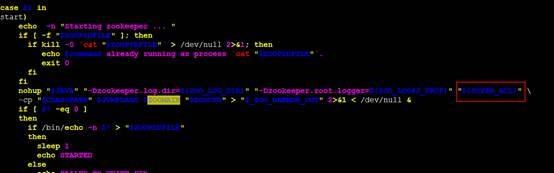 case $1 in
start)
echo -n "Starting zookeeper ... "
if [ -f "$ZOOPIDFILE" ]; then
if kill -0 `cat "$ZOOPIDFILE"` > /dev/null 2>&1; then
echo $command already running as process `cat "$ZOOPIDFILE"`.
exit 0
fi
fi
nohup "$JAVA" "-Dzookeeper.log.dir=${ZOO_LOG_DIR}" "-Dzookeeper.root.logger=${ZOO_LOG4J_PROP}" \
-cp "$CLASSPATH" $JVMFLAGS $ZOOMAIN "$ZOOCFG" > "$_ZOO_DAEMON_OUT" 2>&1 < /dev/null &
if [ $? -eq 0 ]
then
if /bin/echo -n $! > "$ZOOPIDFILE"
then
sleep 1
echo STARTED
else